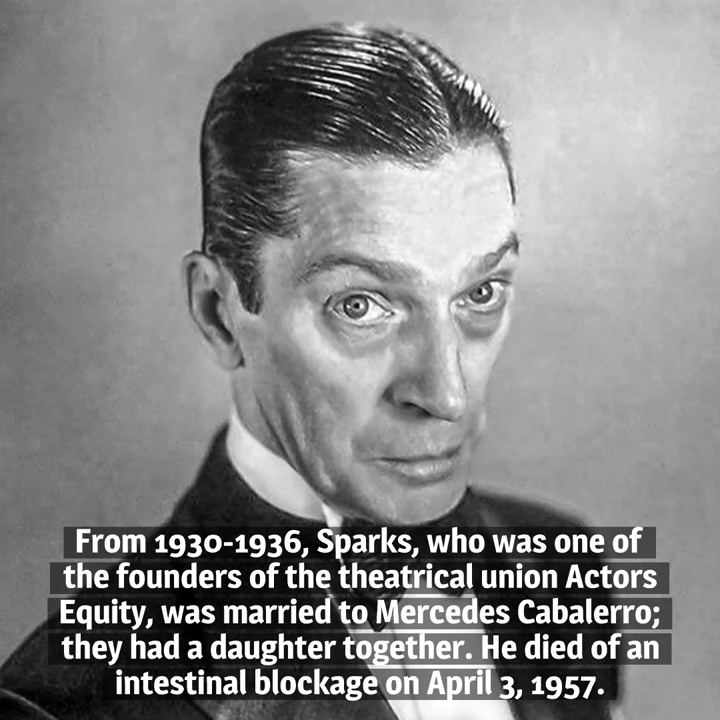 From 1930-1936, Sparks, who was one of
the founders of the theatrical union Actors
Equity, was married to Mercedes Cabalerro;
they had a daughter together. He died of an
intestinal blockage on April 3, 1957.